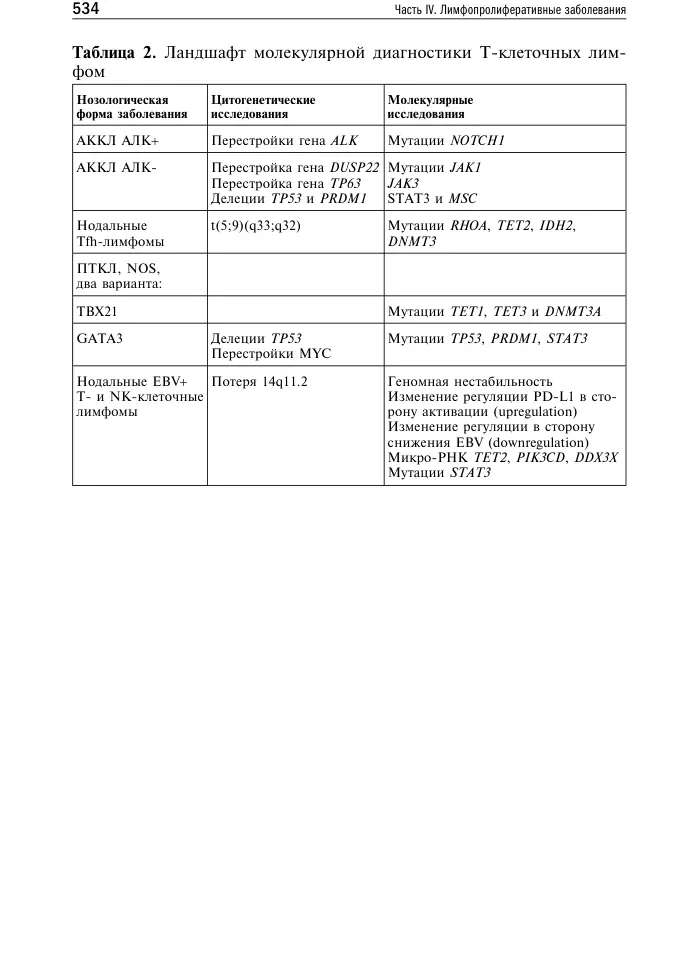 534
Часть IV. Лимфопролиферативные заболевания
Таблица 2. Ландшафт молекулярной диагностики Т-клеточных лим-
фом
Нозологическая
форма заболевания
Цитогенетические
исследования
Молекулярные
исследования
АККЛ АЛК+
Перестройки гена ALK
Мутации NOTCH1
АККЛ АЛК-
Перестройка гена DUSP22
Перестройка гена TP63
Делеции TP53 и PRDM1
Мутации JAK1
JAK3
STAT3 и MSC
Нодальные
Tfh-лимфомы
t(5;9)(q33;q32)
Мутации RHOA, TET2, IDH2,
DNMT3
ПТКЛ, NOS,
два варианта:
TBX21
Мутации TET1, TET3 и DNMT3A
GATA3
Делеции TP53
Перестройки MYC
Мутации TP53, PRDM1, STAT3
Нодальные EBV+
Т- и NK-клеточные
лимфомы
Потеря 14q11.2
Геномная нестабильность
Изменение регуляции PD-L1 в сто-
рону активации (upregulation)
Изменение регуляции в сторону
снижения EBV (downregulation)
Микро-РНК TET2, PIK3CD, DDX3X
Мутации STAT3